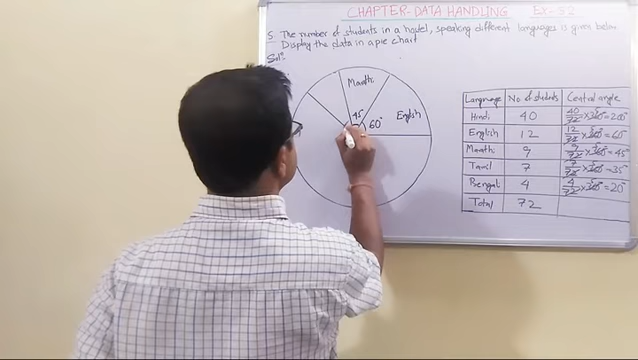 CHAPTER-DATA HANDLING EX-5.2
5. The number of students in a hostel, speaking different languages is given below.
Display the data in a pie chart
Sol:
Marathi
English
45
60°
Language No of students Central angle
Hindi 40 40/72 ×360° = 200°
English 12 12/72 ×360° = 60°
Marathi 9 9/72 ×360° = 45°
Tamil 7 7/72 ×360° = 35°
Bengali 4 4/72 ×360° = 20°
Total 72